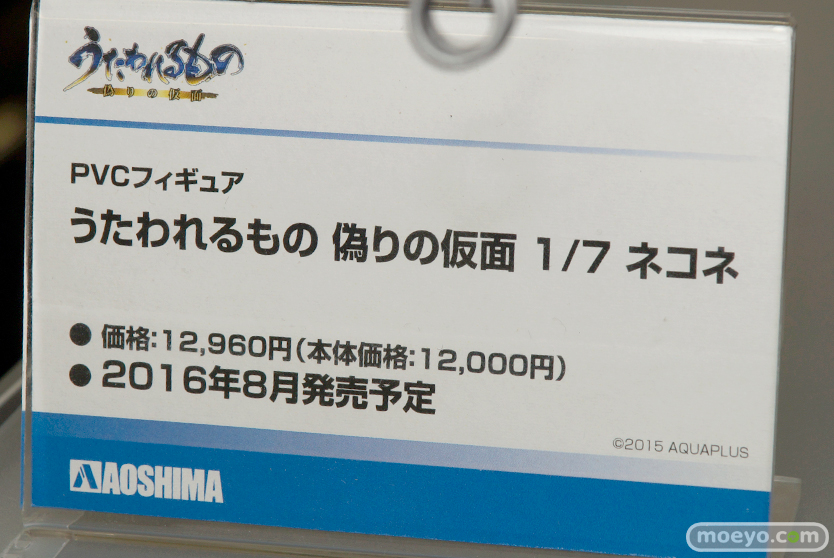 うたわれるもの
偽りの仮面
PVCフィギュア
うたわれるもの 偽りの仮面 1/7 ネコネ
● 価格:12,960円(本体価格:12,000円)
● 2016年8月発売予定
©2015 AQUAPLUS
AOSHIMA
moeyo.com